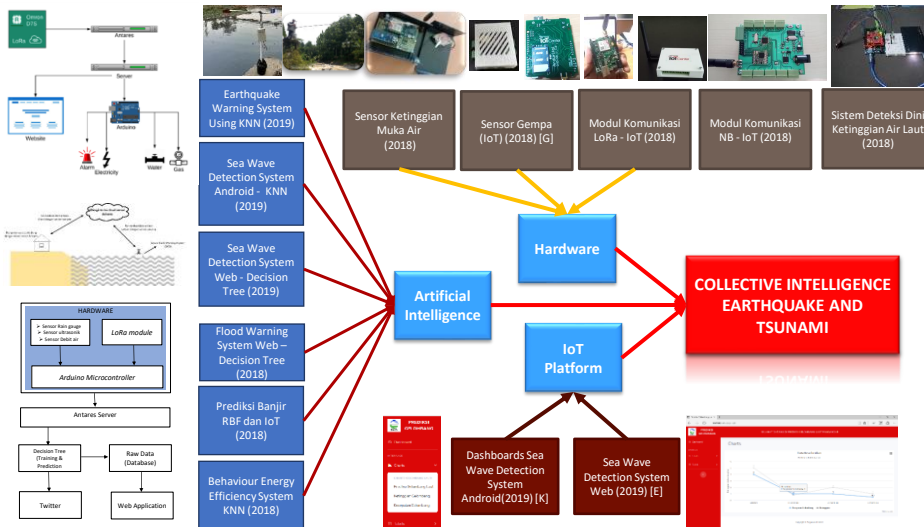 Geeps
D7S
LoRa
Antares
Server
Website
Arduino
Alarm
Electricity
Water
Gas
HARDWARE
Sensor Rain gauge
Sensor ultrasonik
Sensor Debit air
LoRa module
Arduino Microcontroller
Antares Server
Decision Tree
(Training &
Prediction
Raw Data
(Database)
Twitter
Web Application
Earthquake
Warning System
Using KNN (2019)
Sea Wave
Detection System
Android - KNN
(2019)
Sea Wave
Detection System
Web - Decision
Tree (2019)
Flood Warning
System Web –
Decision Tree
(2018)
Prediksi Banjir
RBF dan IoT
(2018)
Behaviour Energy
Efficiency System
KNN (2018)
Sensor Ketinggian
Muka Air
(2018)
Sensor Gempa
(IoT) (2018) [G]
Modul Komunikasi
LoRa - IoT (2018)
Modul Komunikasi
NB - IoT (2018)
Sistem Deteksi Dini
Ketinggian Air Laut
(2018)
Hardware
Artificial
Intelligence
IoT
Platform
COLLECTIVE INTELLIGENCE
EARTHQUAKE AND
TSUNAMI
Dashboards Sea
Wave Detection
System
Android(2019) [K]
Sea Wave
Detection System
Web (2019) [E]
PREDIKSI